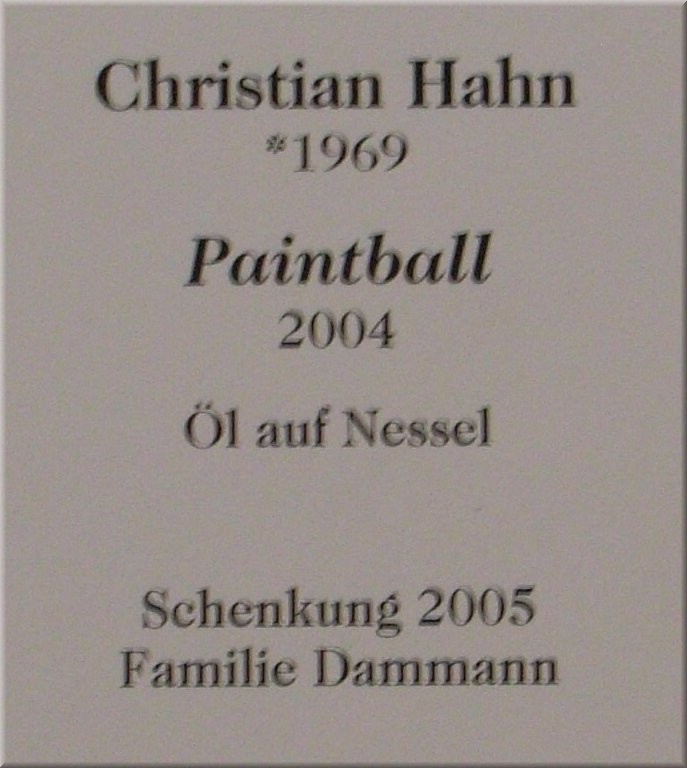 Christian Hahn
*1969
Paintball
2004
Öl auf Nessel
Schenkung 2005
Familie Dammann